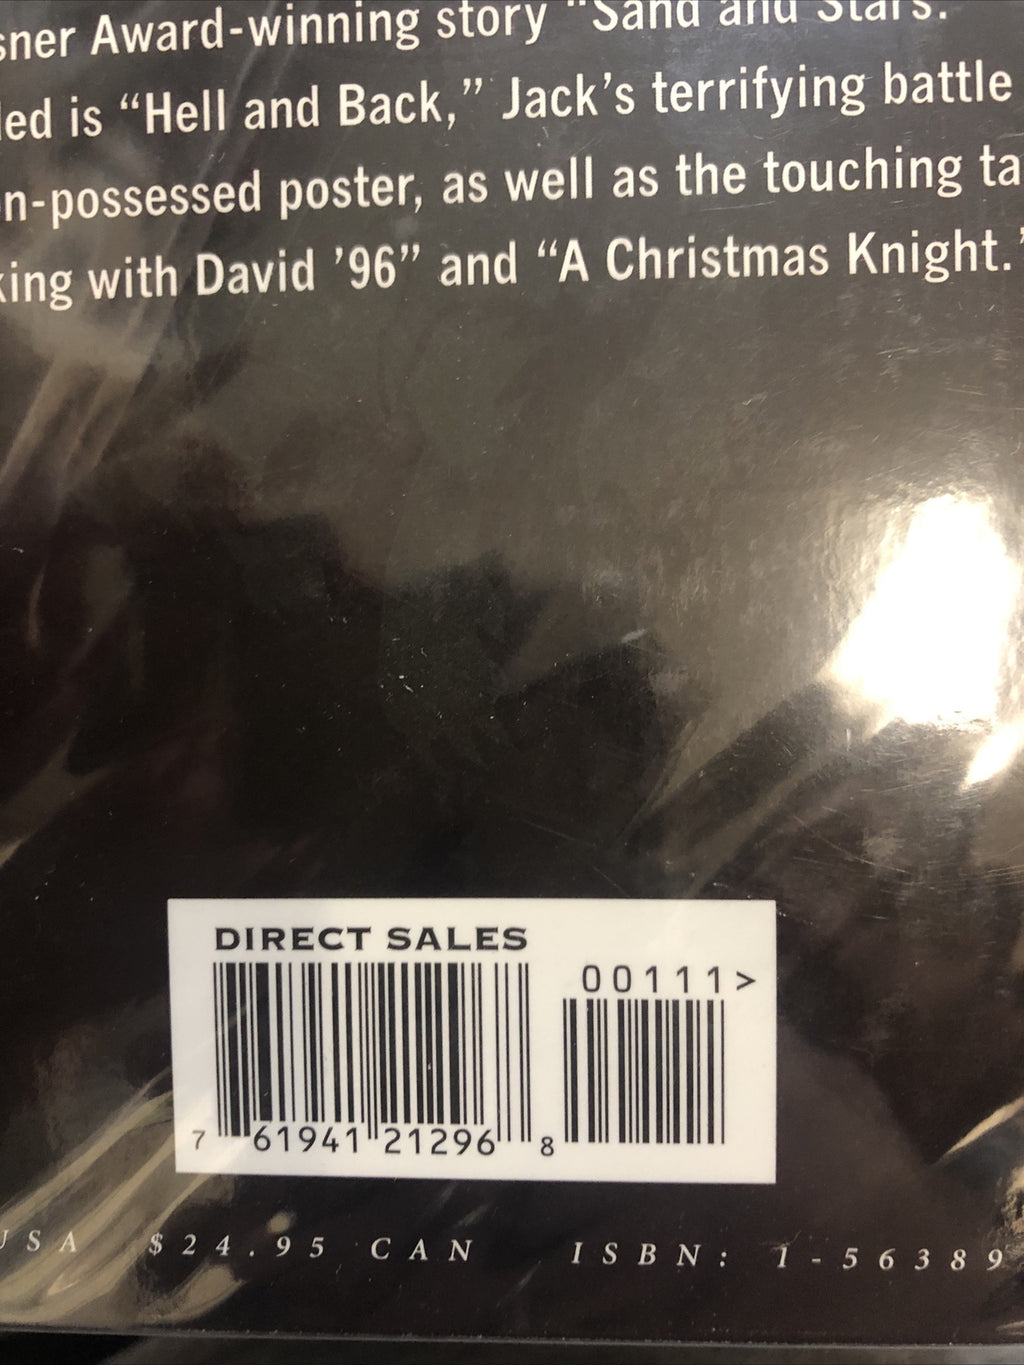 sner Award-winning story "Sand and Stars."
led is “Hell and Back,” Jack’s terrifying battle
n-possessed poster, as well as the touching ta
king with David ’96” and “A Christmas Knight.”
DIRECT SALES
00111>
7 61941 21296 8
USA $24.95 CAN ISBN: 1-56389